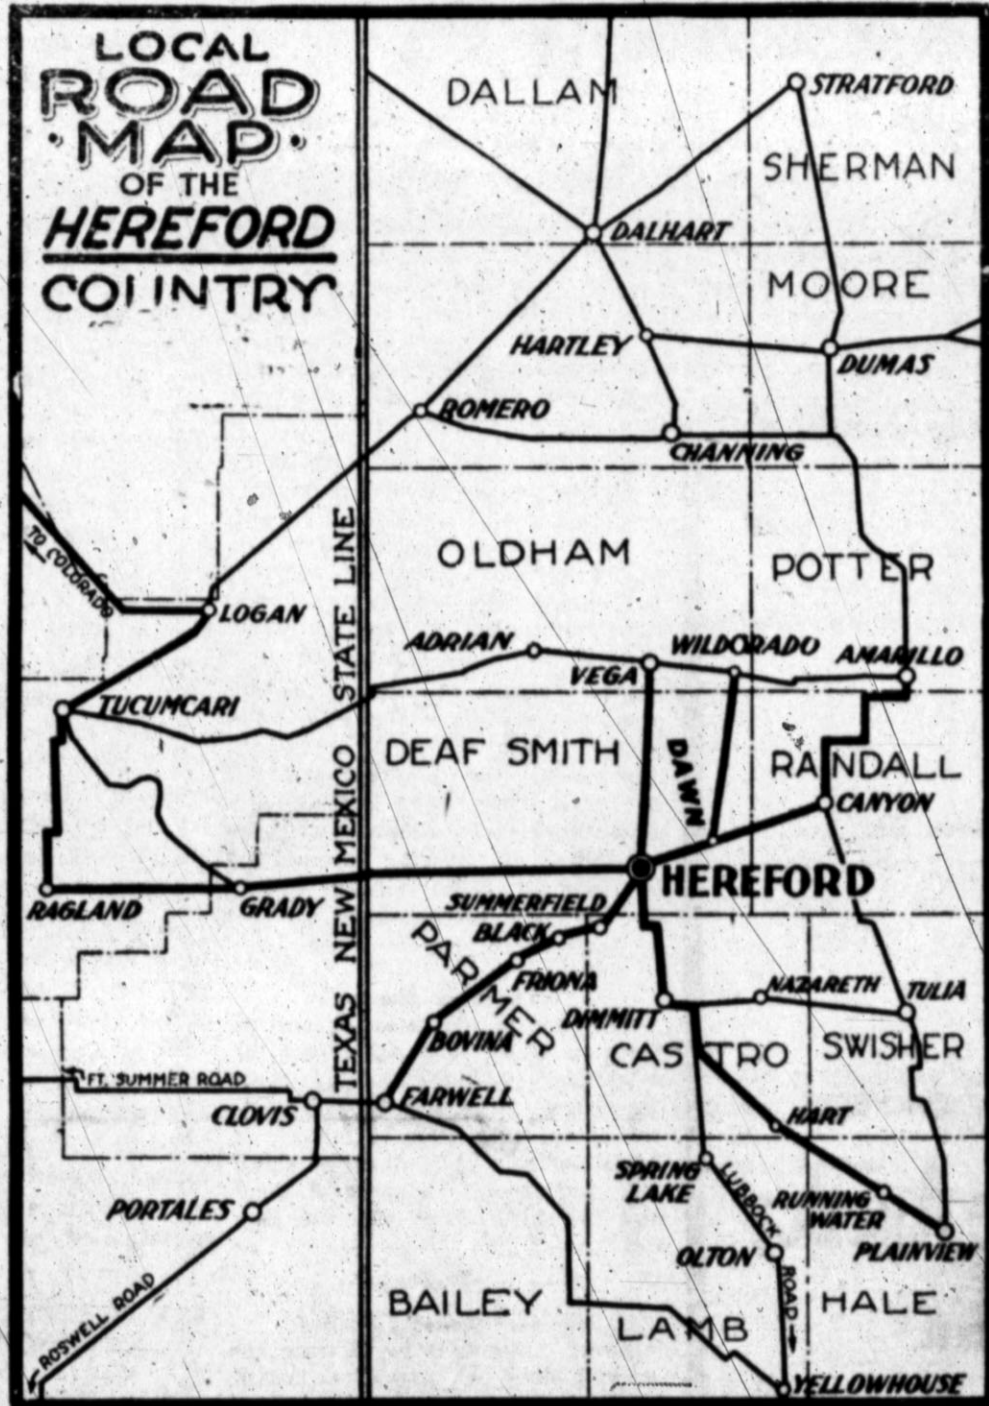 LOCAL
ROAD
·MAP·
OF THE
HEREFORD
COUNTRY
DALLAM
STRATFORD
SHERMAN
DALHART
MOORE
HARTLEY
DUMAS
ROMERO
CHANNING
TO COLORADO
OLDHAM
POTTER
LOGAN
ADRIAN
WILDORADO
AMARILLO
VEGA
TUCUMCARI
DEAF SMITH
DAWN
RANDALL
CANYON
TEXAS NEW MEXICO STATE LINE
HEREFORD
RAGLAND
GRADY
SUMMERFIELD
BLACK
PARMER
FRIONA
NAZARETH
TULIA
DIMMITT
BOVINA
CASTRO
SWISHER
FT. SUMMER ROAD
CLOVIS
FARWELL
HART
SPRING
LAKE
LUBBOCK
ROAD
PORTALES
RUNNING
WATER
PLAINVIEW
OLTON
ROSWELL ROAD
BAILEY
LAMB
HALE
YELLOWHOUSE